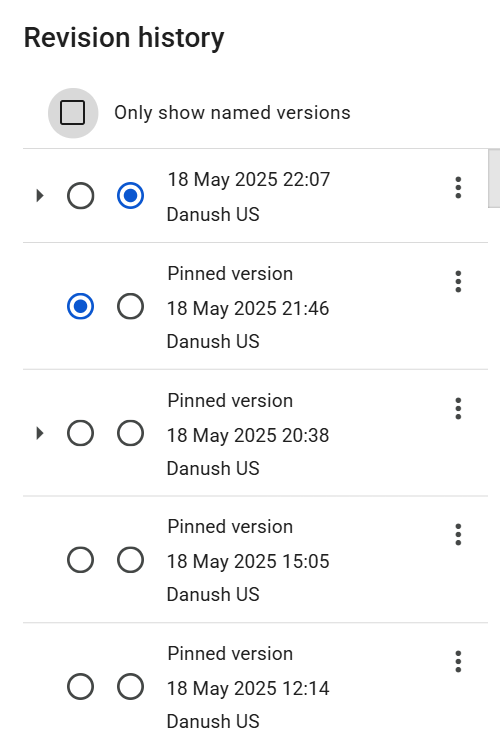 Revision history
Only show named versions
18 May 2025 22:07
Danush US
Pinned version
18 May 2025 21:46
Danush US
Pinned version
18 May 2025 20:38
Danush US
Pinned version
18 May 2025 15:05
Danush US
Pinned version
18 May 2025 12:14
Danush US